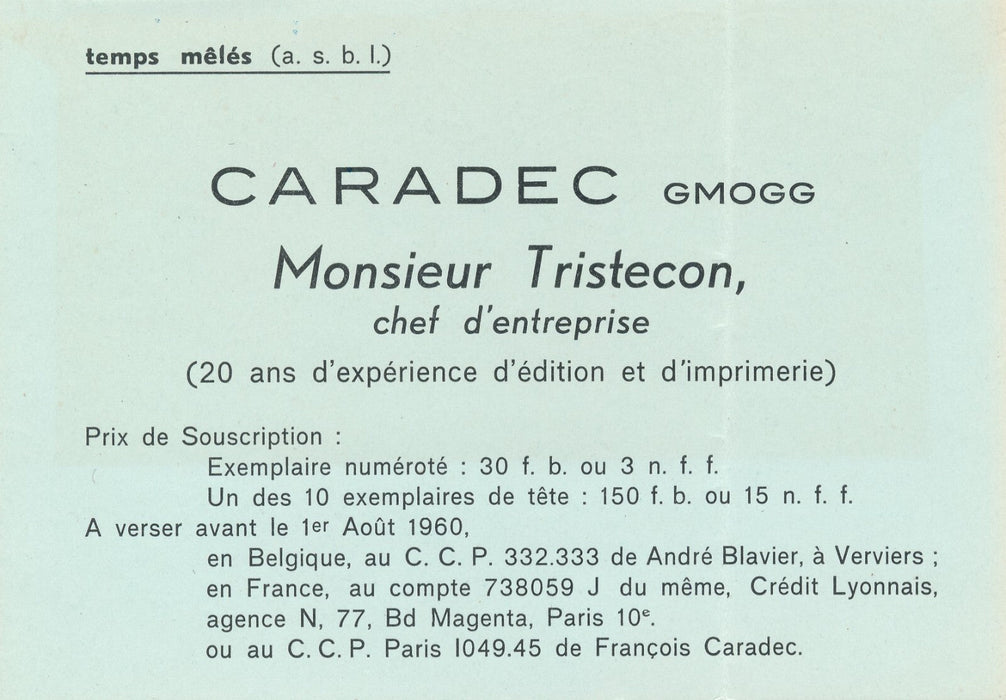 temps mêlés (a. s. b. l.)
CARADEC GMOGG
Monsieur Tristecon,
chef d'entreprise
(20 ans d'expérience d'édition et d'imprimerie)
Prix de Souscription :
Exemplaire numéroté : 30 f. b. ou 3 n. f. f.
Un des 10 exemplaires de tête : 150 f. b. ou 15 n. f. f.
A verser avant le 1er Août 1960,
en Belgique, au C. C. P. 332.333 de André Blavier, à Verviers ;
en France, au compte 738059 J du même, Crédit Lyonnais,
agence N, 77, Bd Magenta, Paris 10e.
ou au C. C. P. Paris I049.45 de François Caradec.